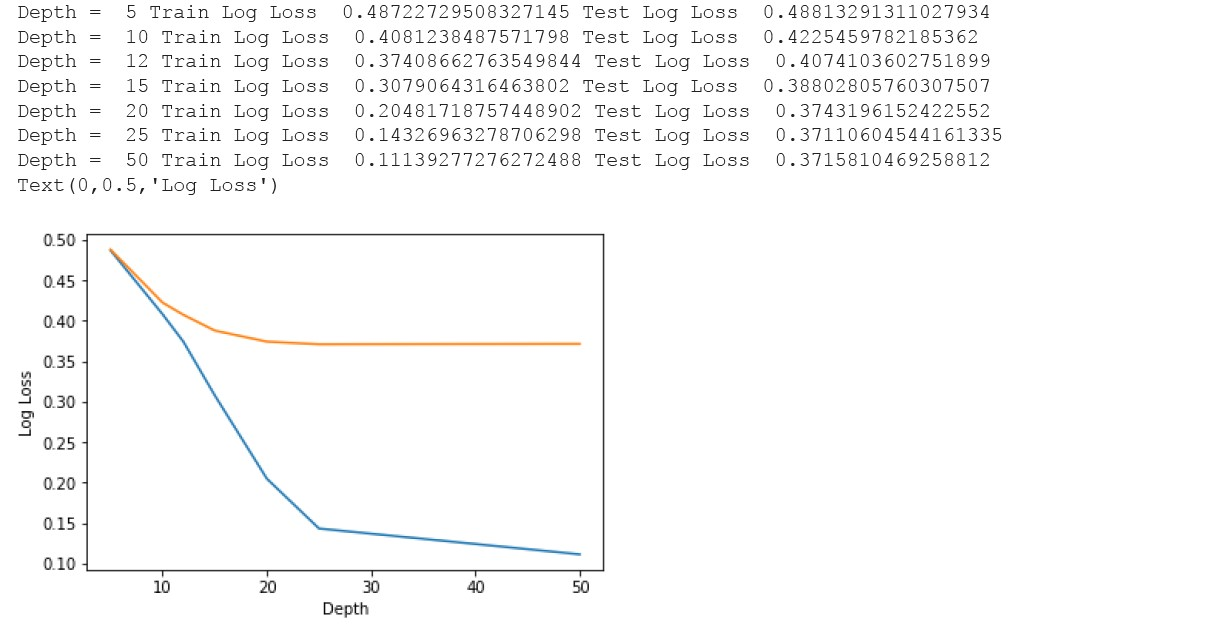 Depth =  5 Train Log Loss  0.48722729508327145 Test Log Loss  0.48813291311027934
Depth =  10 Train Log Loss  0.4081238487571798 Test Log Loss  0.4225459782185362
Depth =  12 Train Log Loss  0.37408662763549844 Test Log Loss  0.4074103602751899
Depth =  15 Train Log Loss  0.3079064316463802 Test Log Loss  0.38802805760307507
Depth =  20 Train Log Loss  0.20481718757448902 Test Log Loss  0.3743196152422552
Depth =  25 Train Log Loss  0.14326963278706298 Test Log Loss  0.37110604544161335
Depth =  50 Train Log Loss  0.11139277276272488 Test Log Loss  0.3715810469258812
Text(0,0.5,'Log Loss')
0.50
0.45
0.40
0.35
0.30
0.25
0.20
0.15
0.10
Log Loss
10 20 30 40 50
Depth